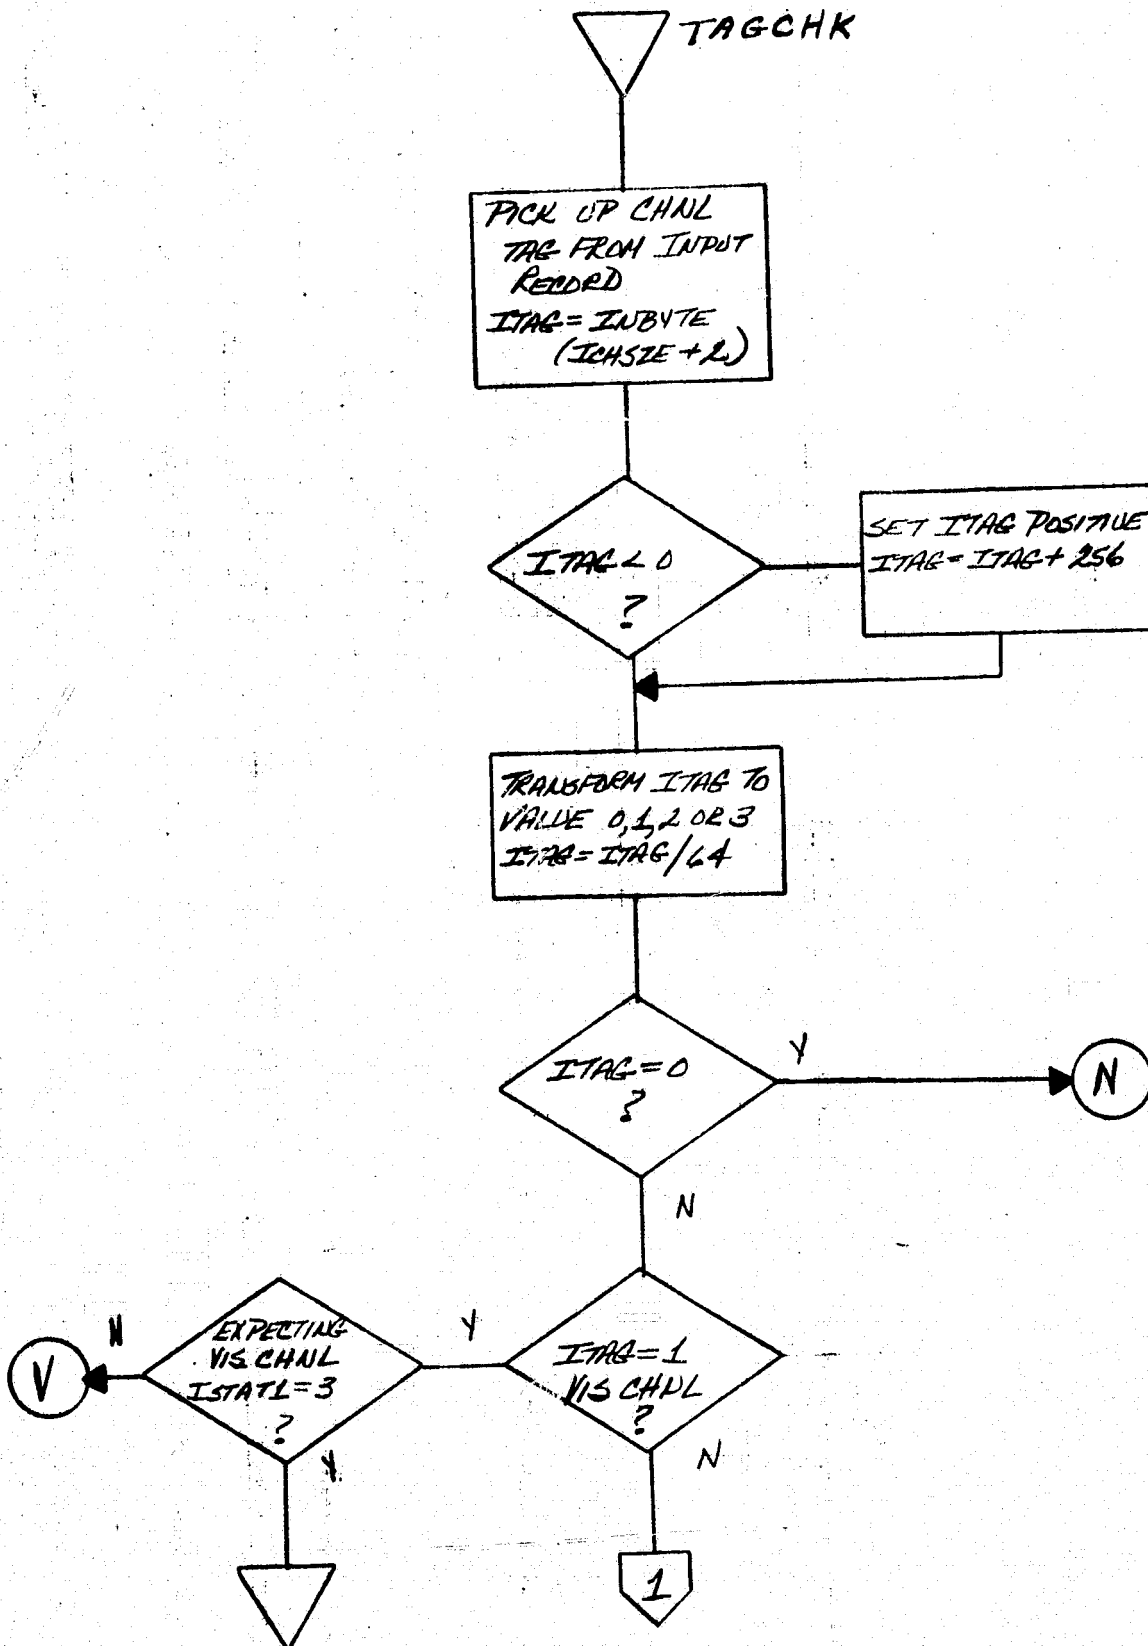 TAGCHK
PICK UP CHNL
TAG FROM INPUT
RECORD
ITAG = INBYTE
(ICHSIE + 2)
ITAG < 0
?
SET ITAG POSITIVE
ITAG = ITAG + 256
TRANSFORM ITAG TO
VALUE 0,1,2 OR 3
ITAG = ITAG/64
ITAG = 0
?
Y
N
N
ITAG = 1
VIS CHNL
?
Y
N
EXPECTING
VIS CHNL
ISTAT1 = 3
?
N
V
Y
1